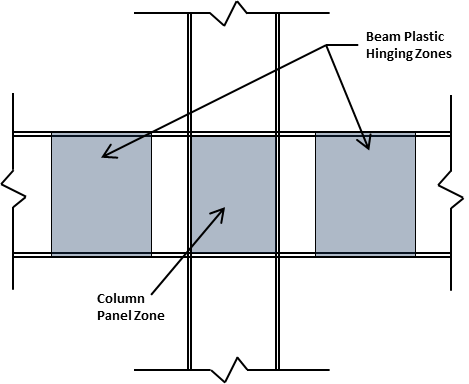 Beam Plastic
Hinging Zones
Column
Panel Zone